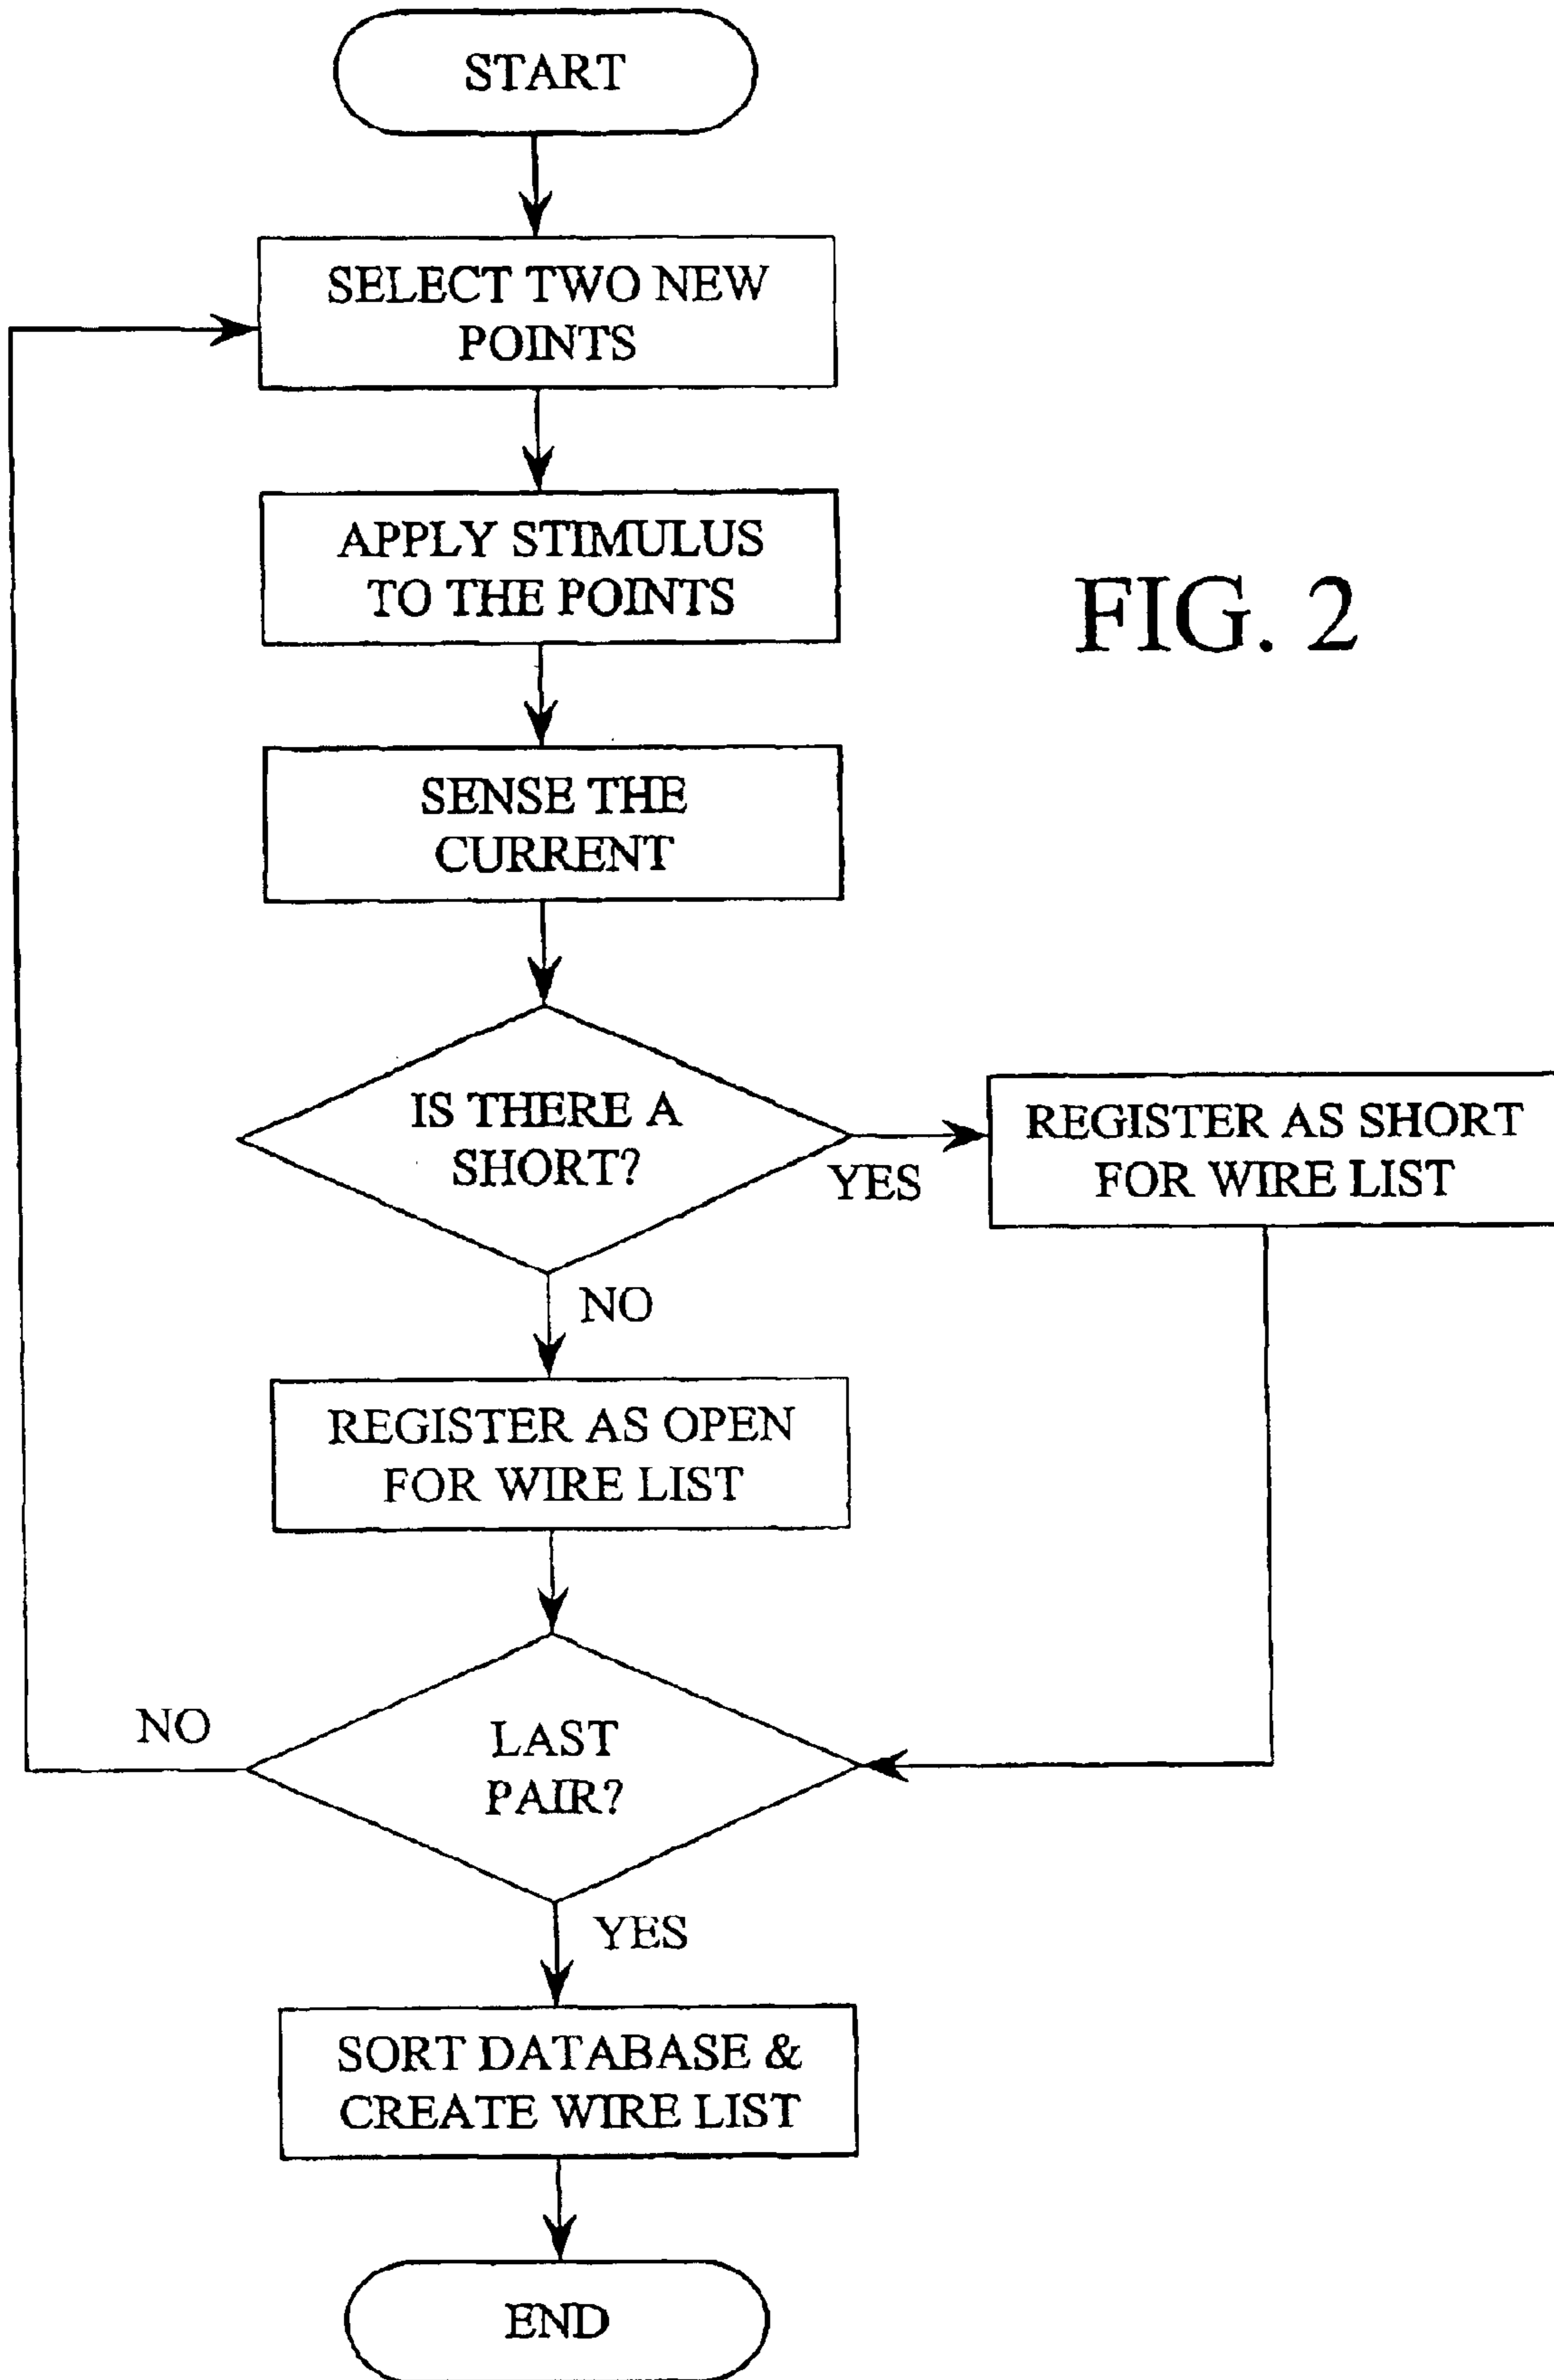 START
SELECT TWO NEW
POINTS
APPLY STIMULUS
TO THE POINTS
FIG. 2
SENSE THE
CURRENT
IS THERE A
SHORT?
YES
REGISTER AS SHORT
FOR WIRE LIST
NO
REGISTER AS OPEN
FOR WIRE LIST
NO
LAST
PAIR?
YES
SORT DATABASE &
CREATE WIRE LIST
END